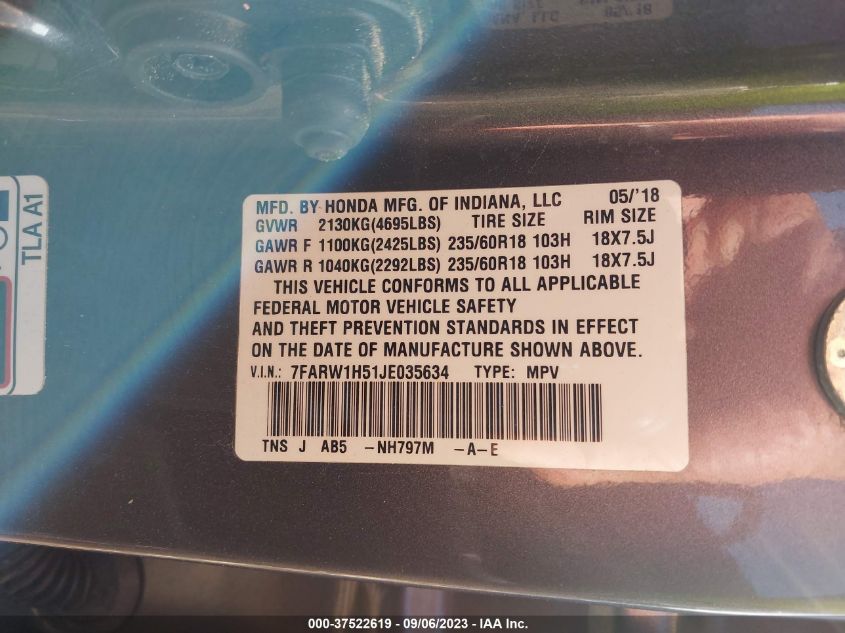 MFD. BY HONDA MFG. OF INDIANA, LLC 05/'18
GVWR 2130KG(4695LBS) TIRE SIZE RIM SIZE
GAWR F 1100KG(2425LBS) 235/60R18 103H 18X7.5J
GAWR R 1040KG(2292LBS) 235/60R18 103H 18X7.5J
THIS VEHICLE CONFORMS TO ALL APPLICABLE
FEDERAL MOTOR VEHICLE SAFETY
AND THEFT PREVENTION STANDARDS IN EFFECT
ON THE DATE OF MANUFACTURE SHOWN ABOVE.
V.I.N.: 7FARW1H51JE035634 TYPE: MPV
TNS J AB5 -NH797M -A-E
TLA A1
000-37522619 - 09/06/2023 - IAA Inc.